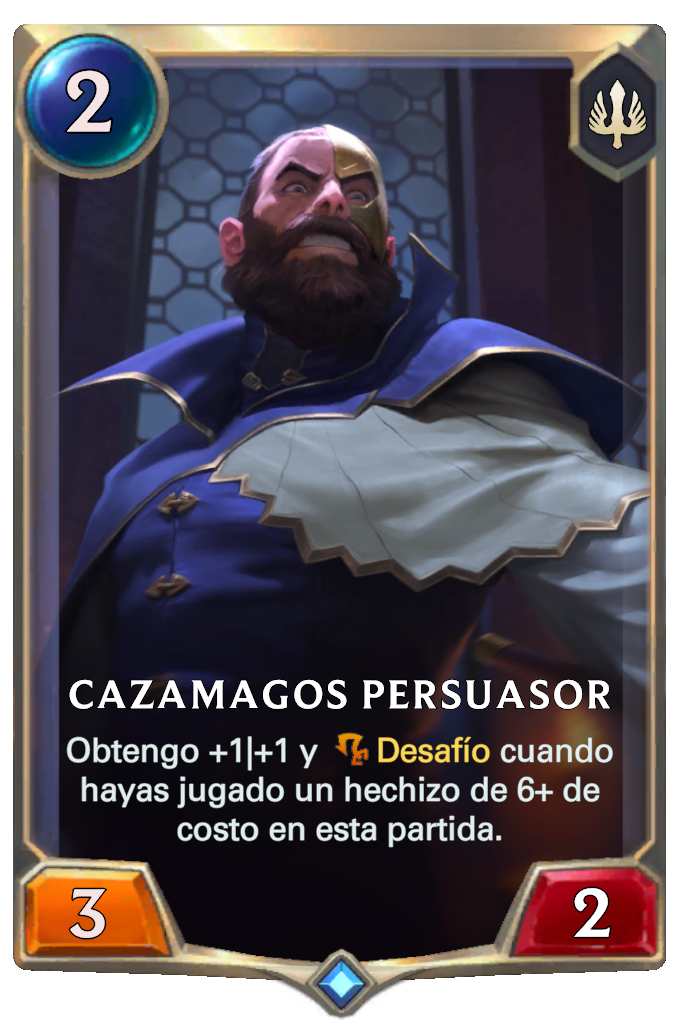 2
CAZAMAGOS PERSUASOR
Obtengo +1|+1 y Desafío cuando
hayas jugado un hechizo de 6+ de
costo en esta partida.
3
2